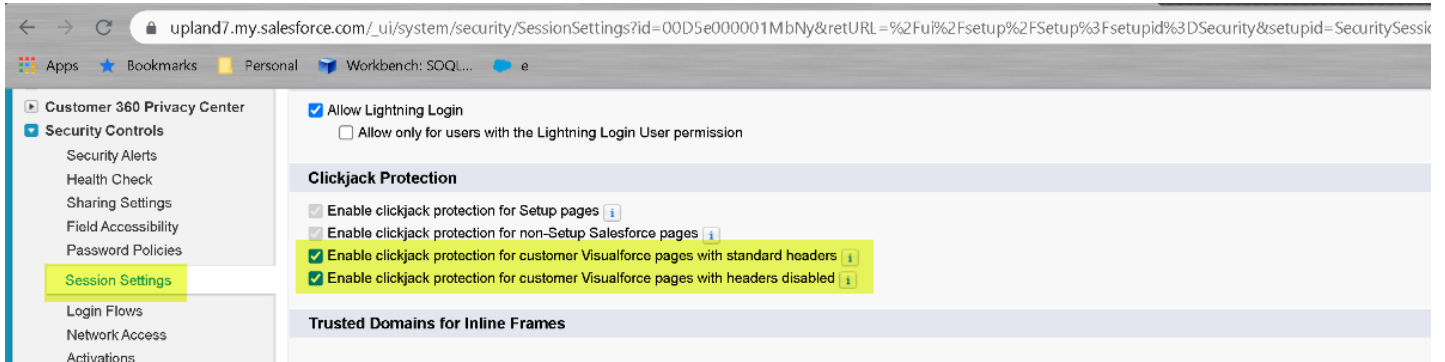 upland7.my.salesforce.com/_ui/system/security/SessionSettings?id=00D5e000001MbNy&retURL=%2Fui%2Fsetup%2FSetup%3Fsetupid%3DSecurity&setupid=SecuritySessio
Apps Bookmarks Personal Workbench: SOQL... e
Customer 360 Privacy Center
Security Controls
Security Alerts
Health Check
Sharing Settings
Field Accessibility
Password Policies
Session Settings
Login Flows
Network Access
Activations
Allow Lightning Login
Allow only for users with the Lightning Login User permission
Clickjack Protection
Enable clickjack protection for Setup pages i
Enable clickjack protection for non-Setup Salesforce pages i
Enable clickjack protection for customer Visualforce pages with standard headers i
Enable clickjack protection for customer Visualforce pages with headers disabled i
Trusted Domains for Inline Frames